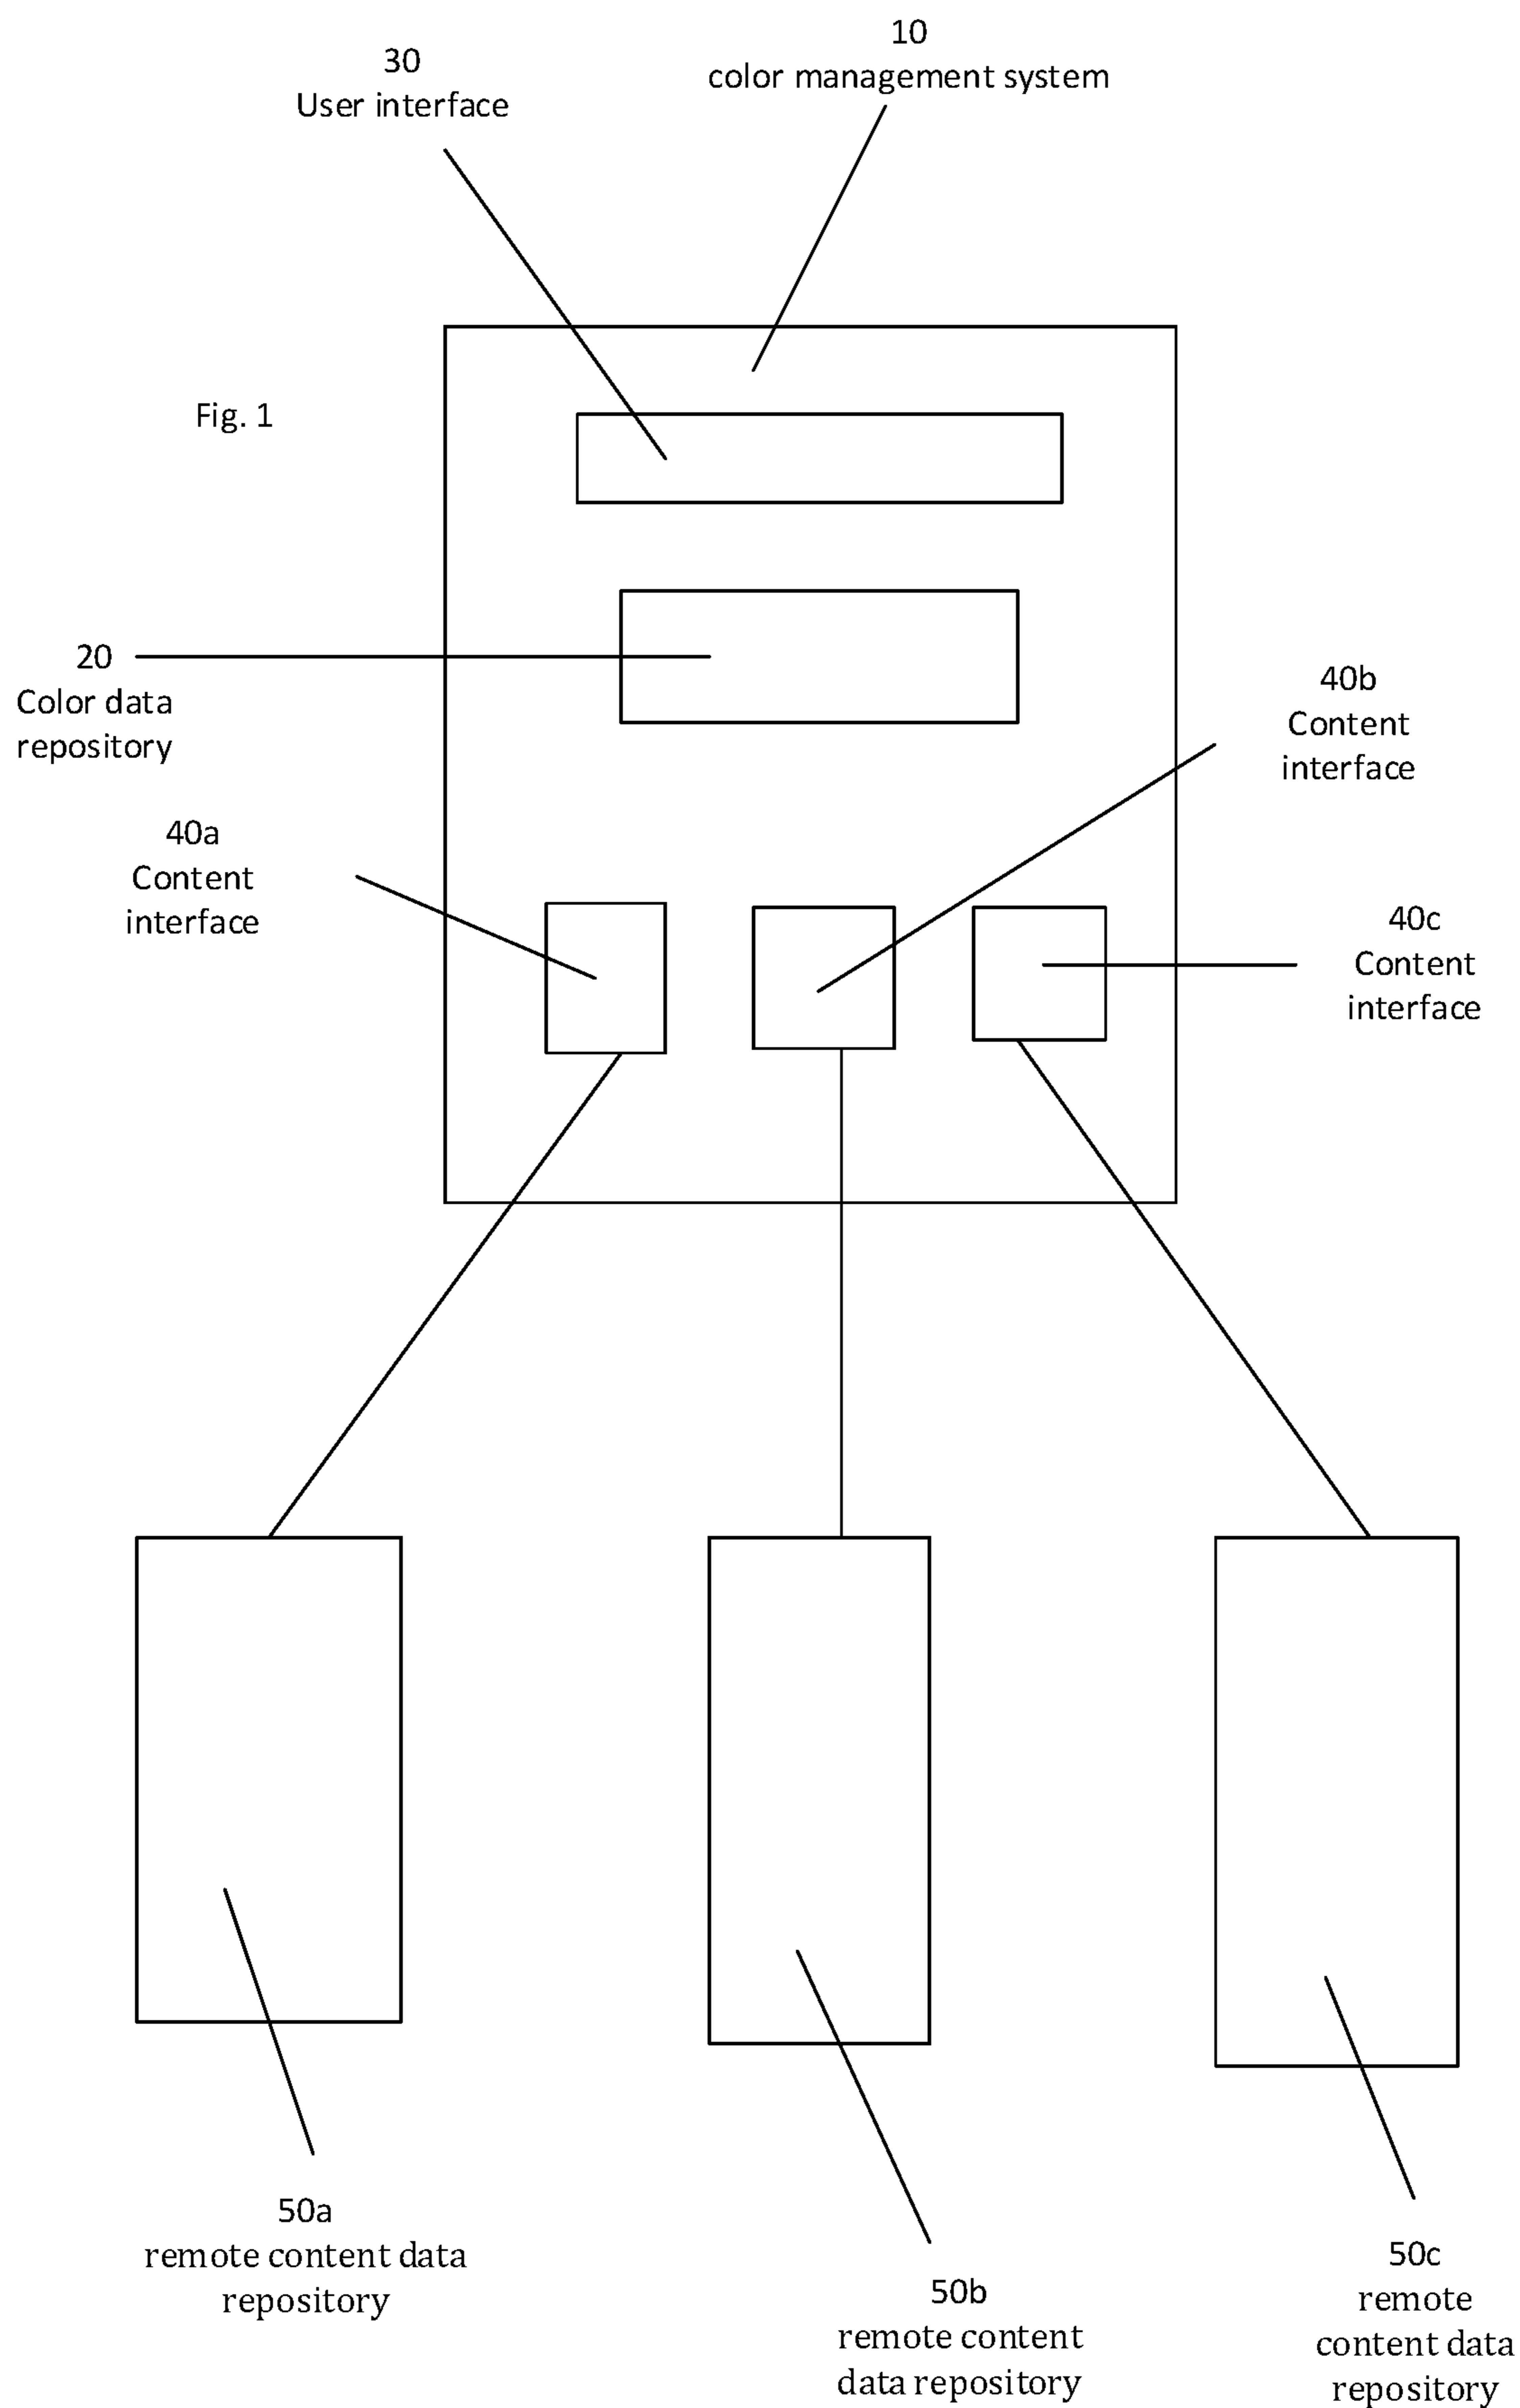 10
color management system
30
User interface
Fig. 1
20
Color data
repository
40b
Content
interface
40a
Content
interface
40c
Content
interface
50a
remote content data
repository
50b
remote content
data repository
50c
remote
content data
repository